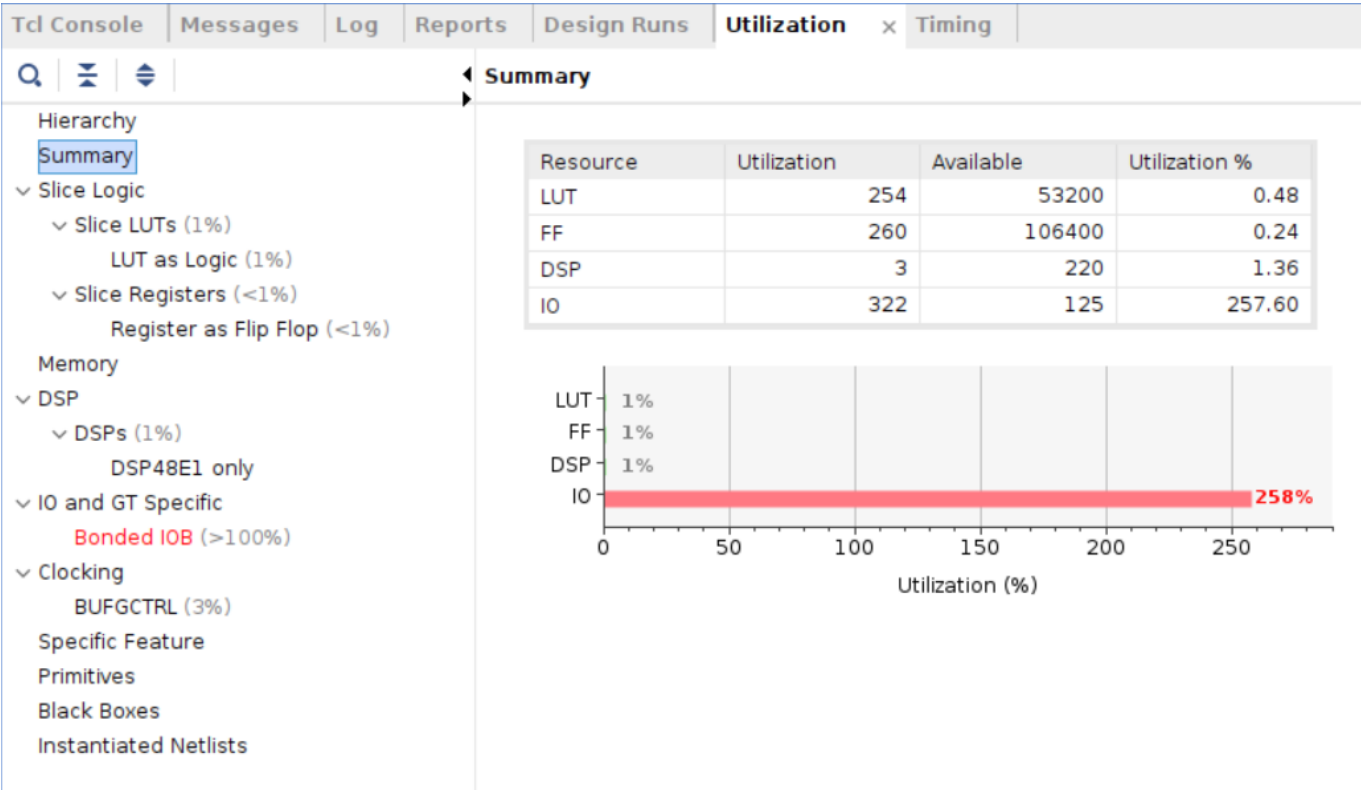 Tcl Console Messages Log Reports Design Runs Utilization × Timing
Summary
Hierarchy
Summary
Slice Logic
Slice LUTs (1%)
LUT as Logic (1%)
Slice Registers (<1%)
Register as Flip Flop (<1%)
Memory
DSP
DSPs (1%)
DSP48E1 only
IO and GT Specific
Bonded IOB (>100%)
Clocking
BUFGCTRL (3%)
Specific Feature
Primitives
Black Boxes
Instantiated Netlists
Resource Utilization Available Utilization %
LUT 254 53200 0.48
FF 260 106400 0.24
DSP 3 220 1.36
IO 322 125 257.60
LUT 1%
FF 1%
DSP 1%
IO 258%
0 50 100 150 200 250
Utilization (%)